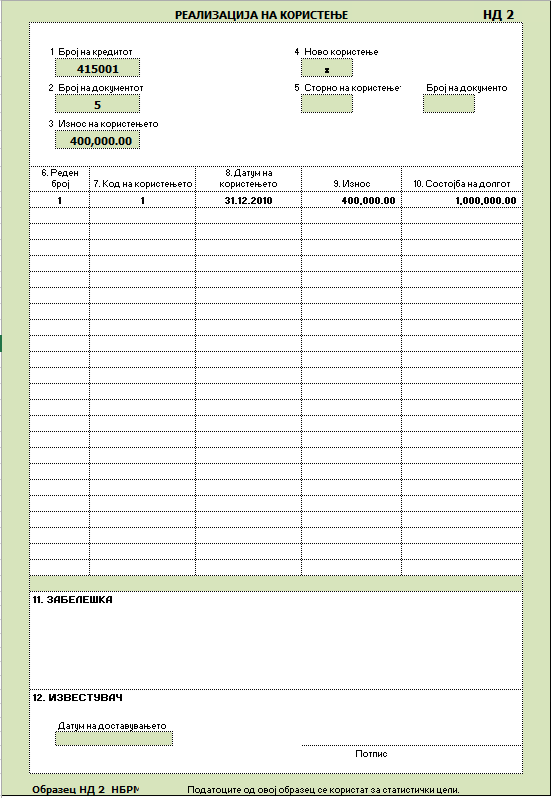 РЕАЛИЗАЦИЈА НА КОРИСТЕЊЕ НД 2
1 Број на кредитот 4 Ново користење
415001 x
2 Број на документот 5 Сторно на користење Број на документо
5
3 Износ на користењето
400,000.00
6. Реден број 7. Код на користењето 8. Датум на користењето 9. Износ 10. Состојба на долгот
1 1 31.12.2010 400,000.00 1,000,000.00
11. ЗАБЕЛЕШКА
12. ИЗВЕСТУВАЧ
Датум на доставувањето
Потпис
Образец НД 2 НБРМ Податоците од овој образец се користат за статистички цели.